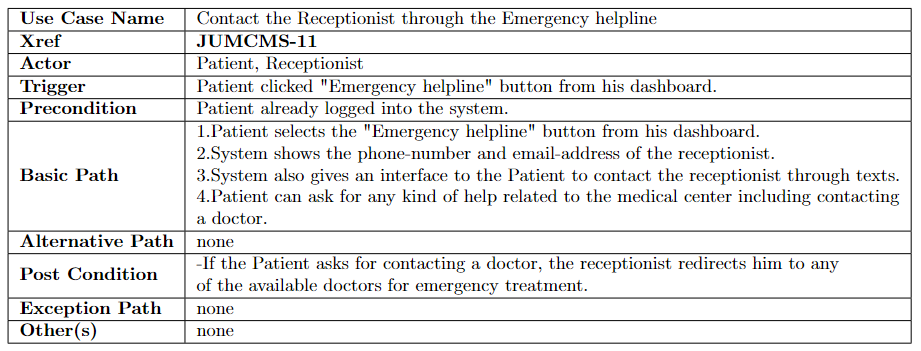 Use Case Name Contact the Receptionist through the Emergency helpline
Xref JUMCMS-11
Actor Patient, Receptionist
Trigger Patient clicked "Emergency helpline" button from his dashboard.
Precondition Patient already logged into the system.
Basic Path
1.Patient selects the "Emergency helpline" button from his dashboard.
2.System shows the phone-number and email-address of the receptionist.
3.System also gives an interface to the Patient to contact the receptionist through texts.
4.Patient can ask for any kind of help related to the medical center including contacting
a doctor.
Alternative Path none
Post Condition
-If the Patient asks for contacting a doctor, the receptionist redirects him to any
of the available doctors for emergency treatment.
Exception Path none
Other(s) none